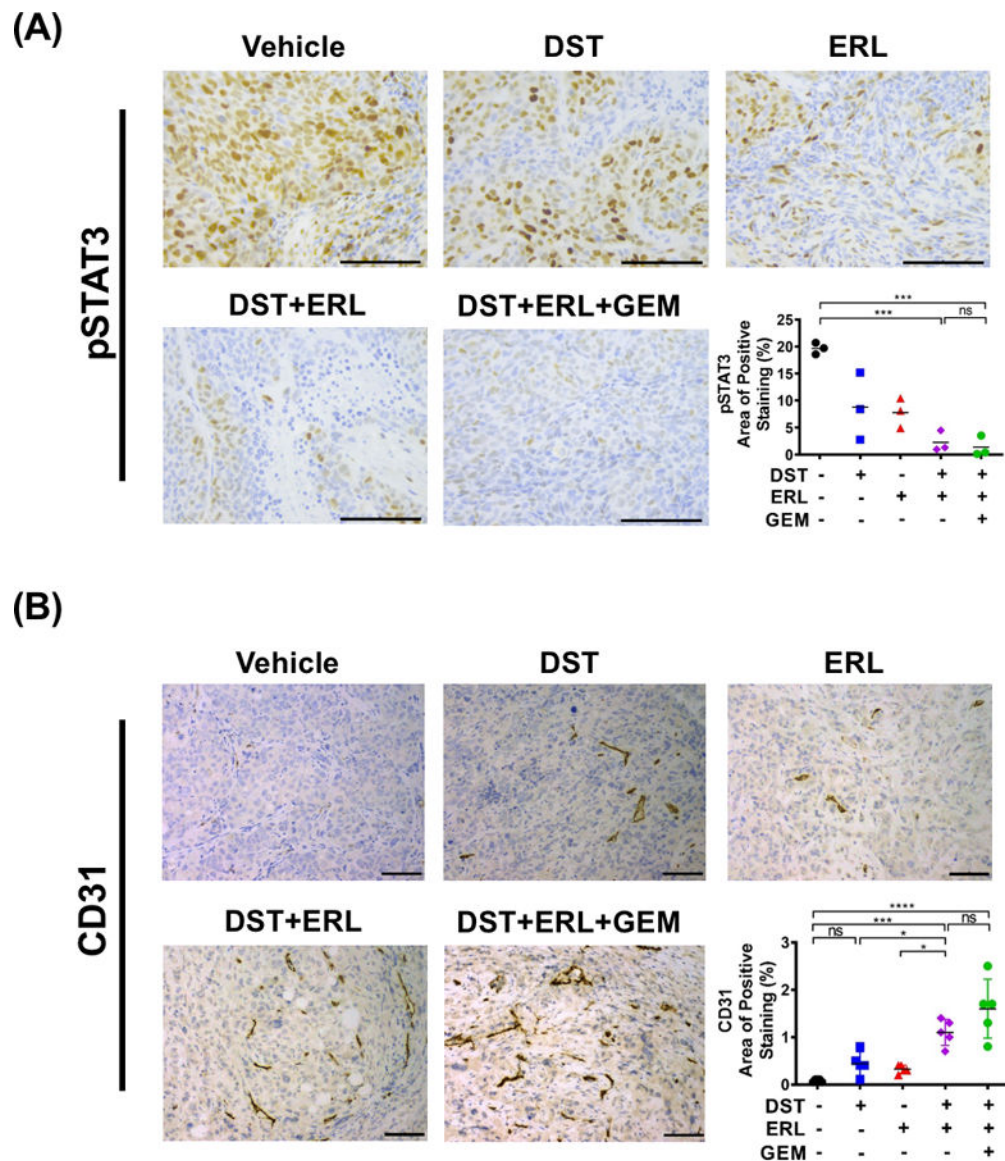 (A)
Vehicle DST ERL
pSTAT3
DST+ERL DST+ERL+GEM
***
*** ns
pSTAT3
Area of Positive
Staining (%)
25
20
15
10
5
0
DST - + - + +
ERL - - + + +
GEM - - - - +
(B)
Vehicle DST ERL
CD31
DST+ERL DST+ERL+GEM
****
*** ns
ns *
*
CD31
Area of Positive
Staining (%)
3
2
1
0
DST - + - + +
ERL - - + + +
GEM - - - - +